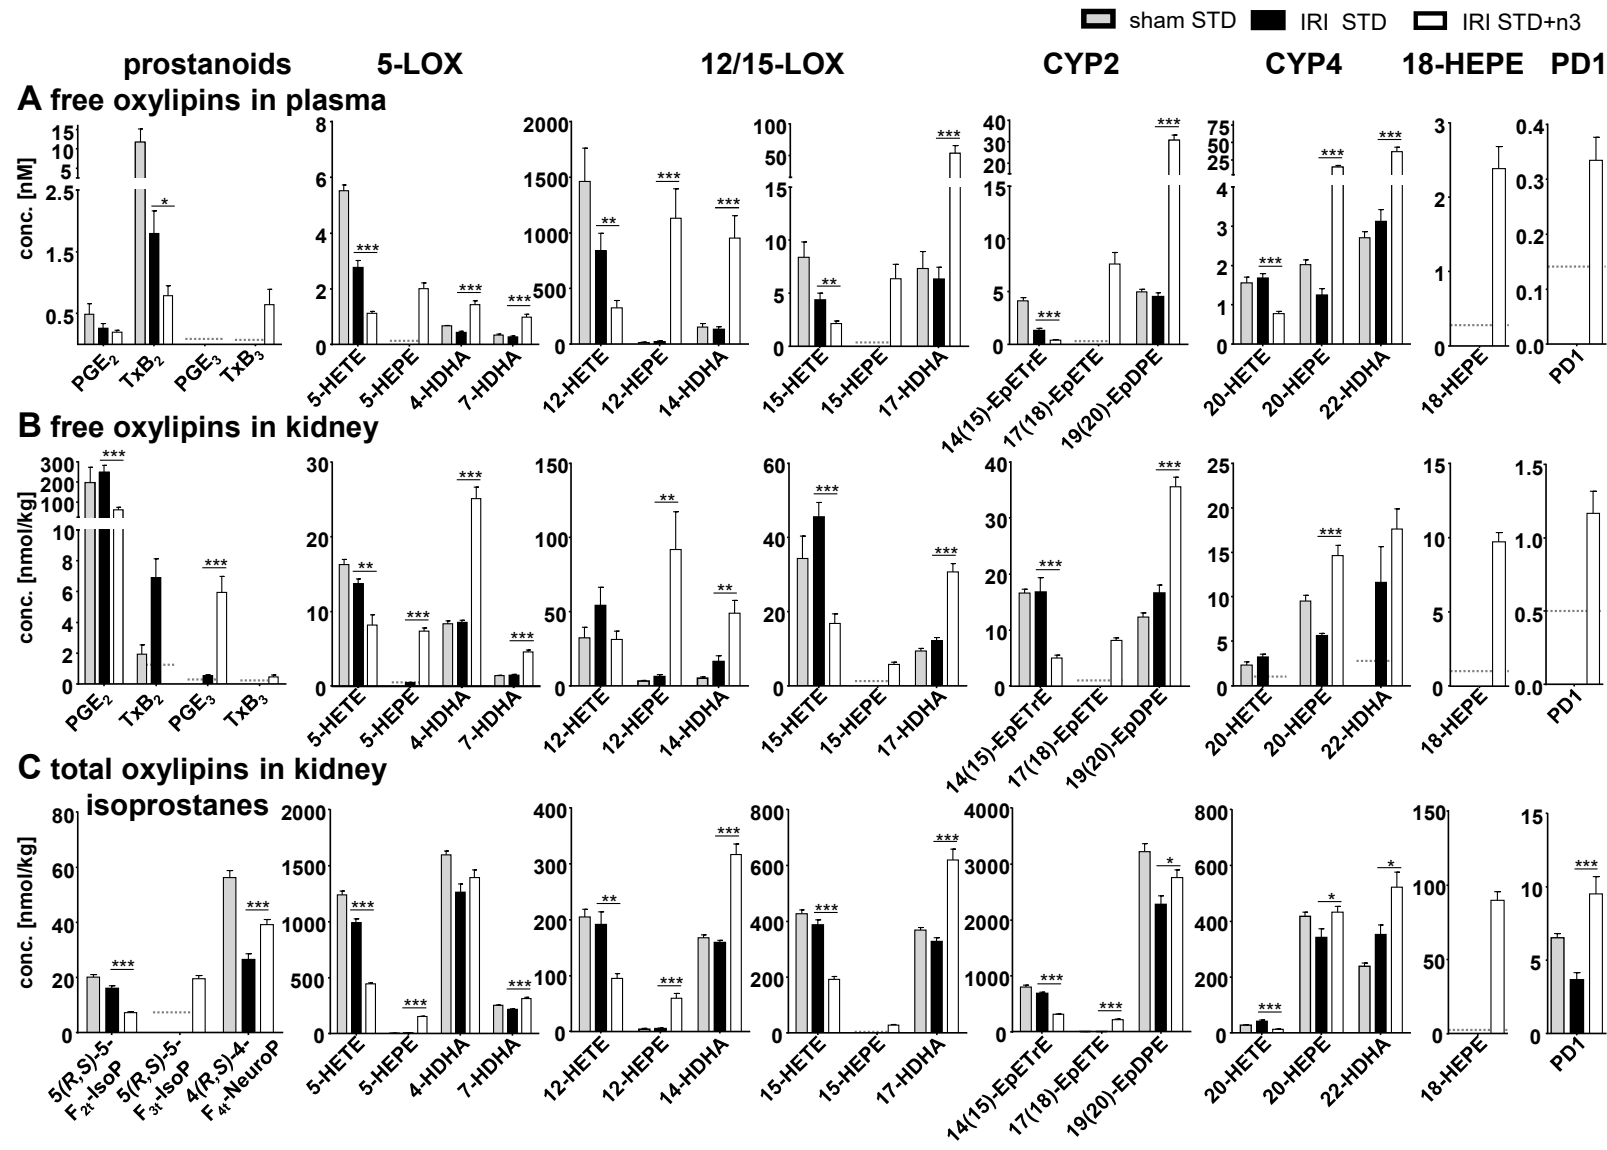 sham STD IRI STD IRI STD+n3
prostanoids 5-LOX 12/15-LOX CYP2 CYP4 18-HEPE PD1
A free oxylipins in plasma
conc. [nM]
15 10 5 2.5 1.5 0.5
8 6 4 2 0
2000 1500 1000 500 0
100 50 15 10 5 0
40 30 20 15 10 5 0
75 50 25 4 3 2 1 0
3 2 1 0
0.4 0.3 0.2 0.1 0.0
* *** *** *** ** *** *** ** *** *** *** *** *** ***
PGE2 TxB2 PGE3 TxB3
5-HETE 5-HEPE 4-HDHA 7-HDHA
12-HETE 12-HEPE 14-HDHA
15-HETE 15-HEPE 17-HDHA
14(15)-EpETrE 17(18)-EpETE 19(20)-EpDPE
20-HETE 20-HEPE 22-HDHA
18-HEPE
PD1
B free oxylipins in kidney
conc. [nmol/kg]
300 200 100 10 8 6 4 2 0
30 20 10 0
150 100 50 0
60 40 20 0
40 30 20 10 0
25 20 15 10 5 0
15 10 5 0
1.5 1.0 0.5 0.0
*** *** ** *** *** *** ** ** *** *** *** *** ***
PGE2 TxB2 PGE3 TxB3
5-HETE 5-HEPE 4-HDHA 7-HDHA
12-HETE 12-HEPE 14-HDHA
15-HETE 15-HEPE 17-HDHA
14(15)-EpETrE 17(18)-EpETE 19(20)-EpDPE
20-HETE 20-HEPE 22-HDHA
18-HEPE
PD1
C total oxylipins in kidney
isoprostanes
conc. [nmol/kg]
80 60 40 20 0
2000 1500 1000 500 0
400 300 200 100 0
800 600 400 200 0
4000 3000 2000 1000 0
800 600 400 200 0
150 100 50 0
15 10 5 0
*** *** *** *** *** ** *** *** *** *** *** *** * *** * * ***
5(R,S)-5-
F2t-IsoP
5(R,S)-5-
F3t-IsoP
4(R,S)-4-
F4t-NeuroP
5-HETE 5-HEPE 4-HDHA 7-HDHA
12-HETE 12-HEPE 14-HDHA
15-HETE 15-HEPE 17-HDHA
14(15)-EpETrE 17(18)-EpETE 19(20)-EpDPE
20-HETE 20-HEPE 22-HDHA
18-HEPE
PD1